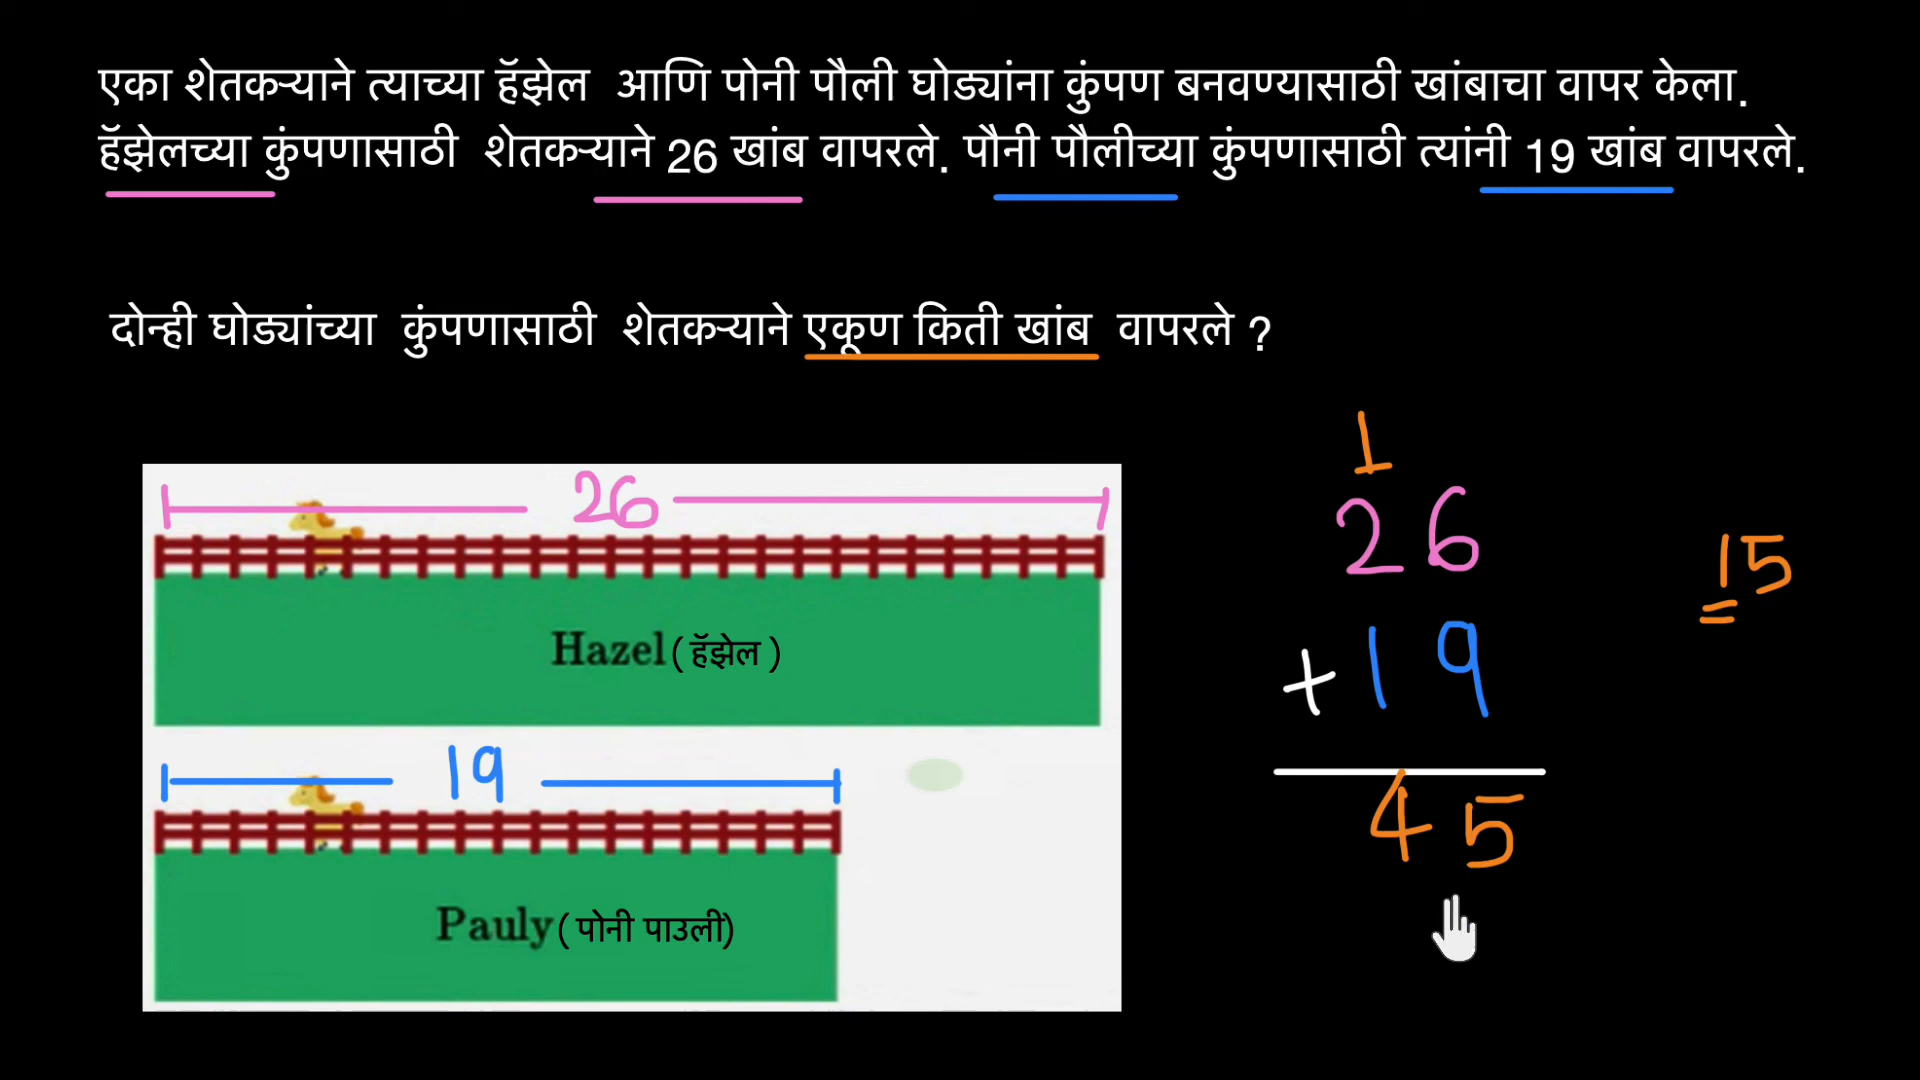 एका शेतकऱ्याने त्याच्या हॅझेल आणि पोनी पौली घोड्यांना कुंपण बनवण्यासाठी खांबाचा वापर केला.
हॅझेलच्या कुंपणासाठी शेतकऱ्याने 26 खांब वापरले. पौनी पौलीच्या कुंपणासाठी त्यांनी 19 खांब वापरले.
दोन्ही घोड्यांच्या कुंपणासाठी शेतकऱ्याने एकूण किती खांब वापरले ?
26
Hazel ( हॅझेल )
19
Pauly ( पोनी पाउली)
1
26
+ 19
45
15